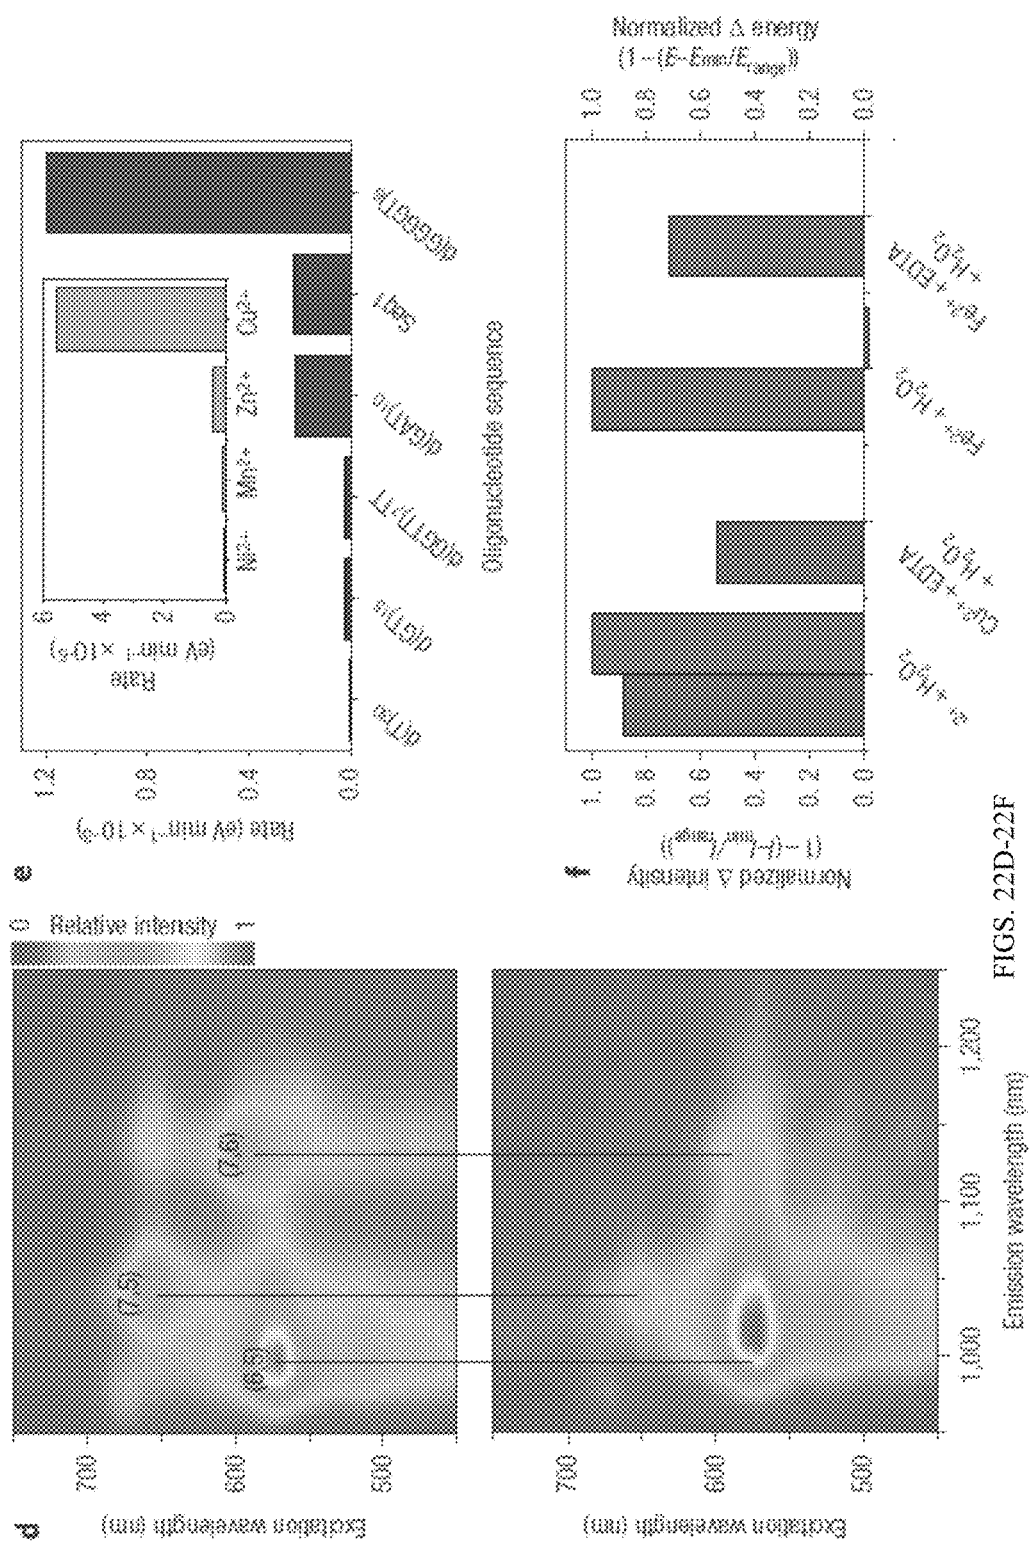 d
Excitation wavelength (nm)
700
600
500
(6,5)
(7,5)
(7,6)
0
Relative intensity
1
Excitation wavelength (nm)
700
600
500
1,000
1,100
1,200
Emission wavelength (nm)
e
Rate (eV min⁻¹ × 10⁻³)
1.2
0.8
0.4
0.0
Rate
(eV min⁻¹ × 10⁻⁵)
6
4
2
0
Ni²⁺
Mn²⁺
Zn²⁺
Cu²⁺
Seq1
Oligonucleotide sequence
f
Normalized Δ intensity
1.0
0.8
0.6
0.4
0.2
0.0
+ H₂O₂
Cu²⁺ + EDTA
+ H₂O₂
Fe²⁺ + H₂O₂
Fe²⁺ + EDTA
+ H₂O₂
Normalized Δ energy
(1−(E−Emin/Erange))
1.0
0.8
0.6
0.4
0.2
0.0
FIGS. 22D-22F